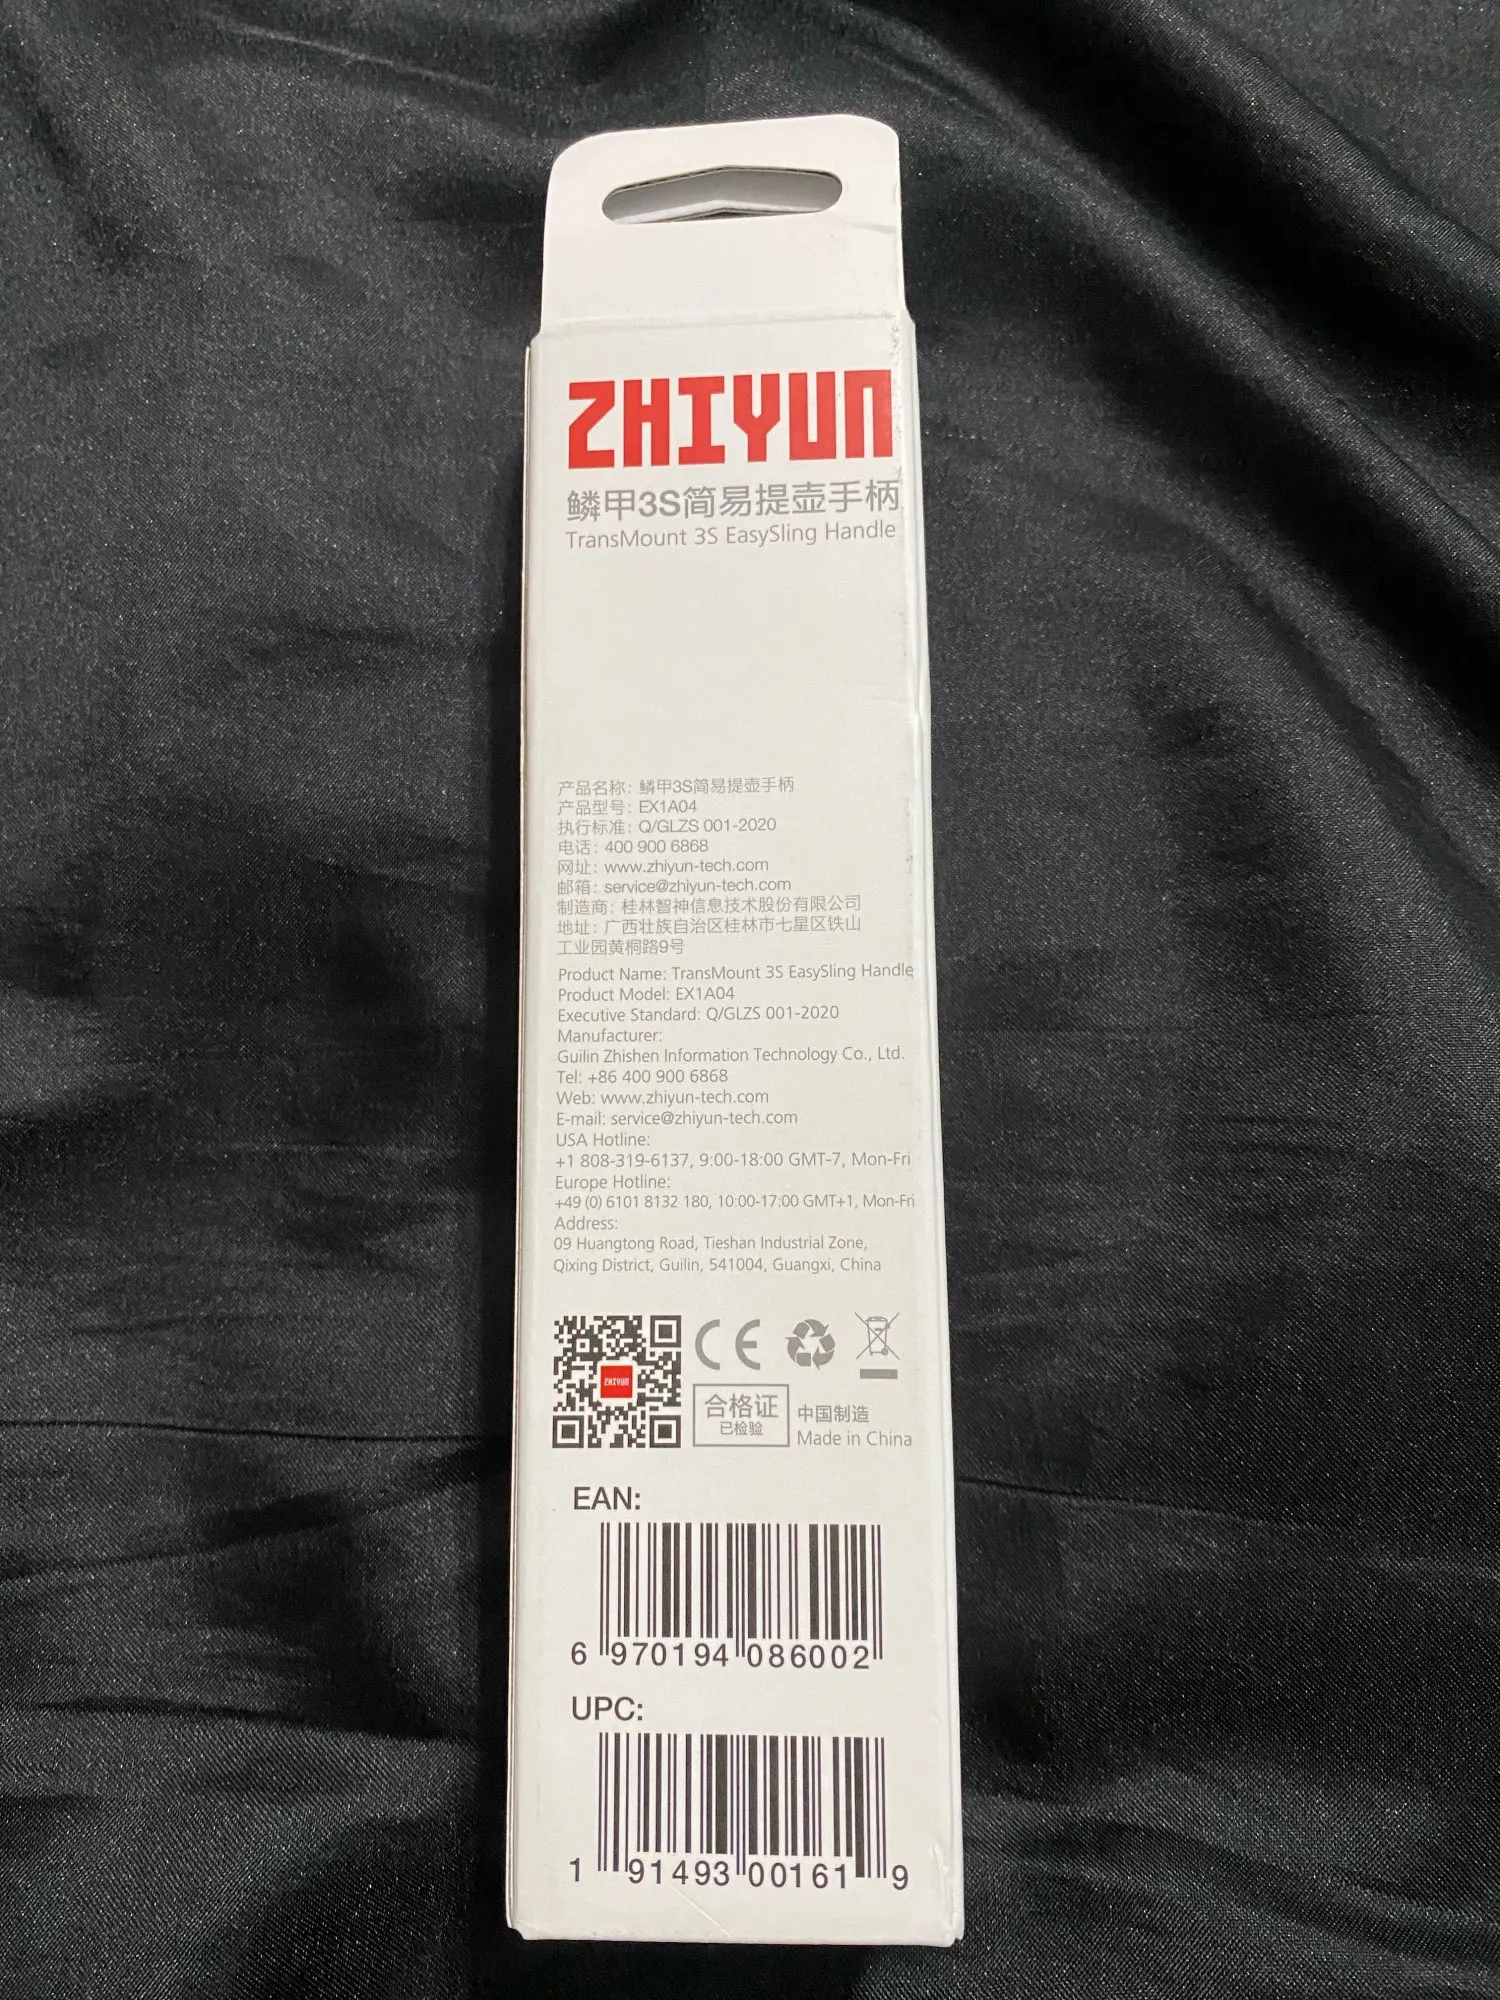 ZHIYUN
鳞甲3S简易提壶手柄
TransMount 3S EasySling Handle
产品名称: 鳞甲3S简易提壶手柄
产品型号: EX1A04
执行标准: Q/GLZS 001-2020
电话: 400 900 6868
网址: www.zhiyun-tech.com
邮箱: service@zhiyun-tech.com
制造商: 桂林智神信息技术股份有限公司
地址: 广西壮族自治区桂林市七星区铁山
工业园黄桐路9号
Product Name: TransMount 3S EasySling Handle
Product Model: EX1A04
Executive Standard: Q/GLZS 001-2020
Manufacturer:
Guilin Zhishen Information Technology Co., Ltd.
Tel: +86 400 900 6868
Web: www.zhiyun-tech.com
E-mail: service@zhiyun-tech.com
USA Hotline:
+1 808-319-6137, 9:00-18:00 GMT-7, Mon-Fri
Europe Hotline:
+49 (0) 6101 8132 180, 10:00-17:00 GMT+1, Mon-Fri
Address:
09 Huangtong Road, Tieshan Industrial Zone,
Qixing District, Guilin, 541004, Guangxi, China
ZHIYUN
CE
合格证
已检验
中国制造
Made in China
EAN:
6 970194 086002
UPC:
1 91493 00161 9